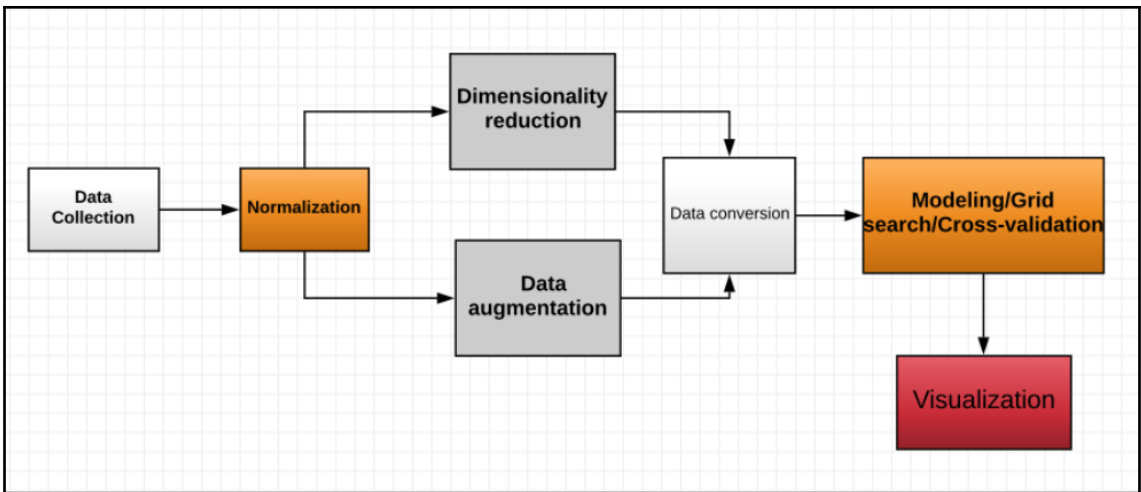 Data
Collection
Normalization
Dimensionality
reduction
Data
augmentation
Data conversion
Modeling/Grid
search/Cross-validation
Visualization